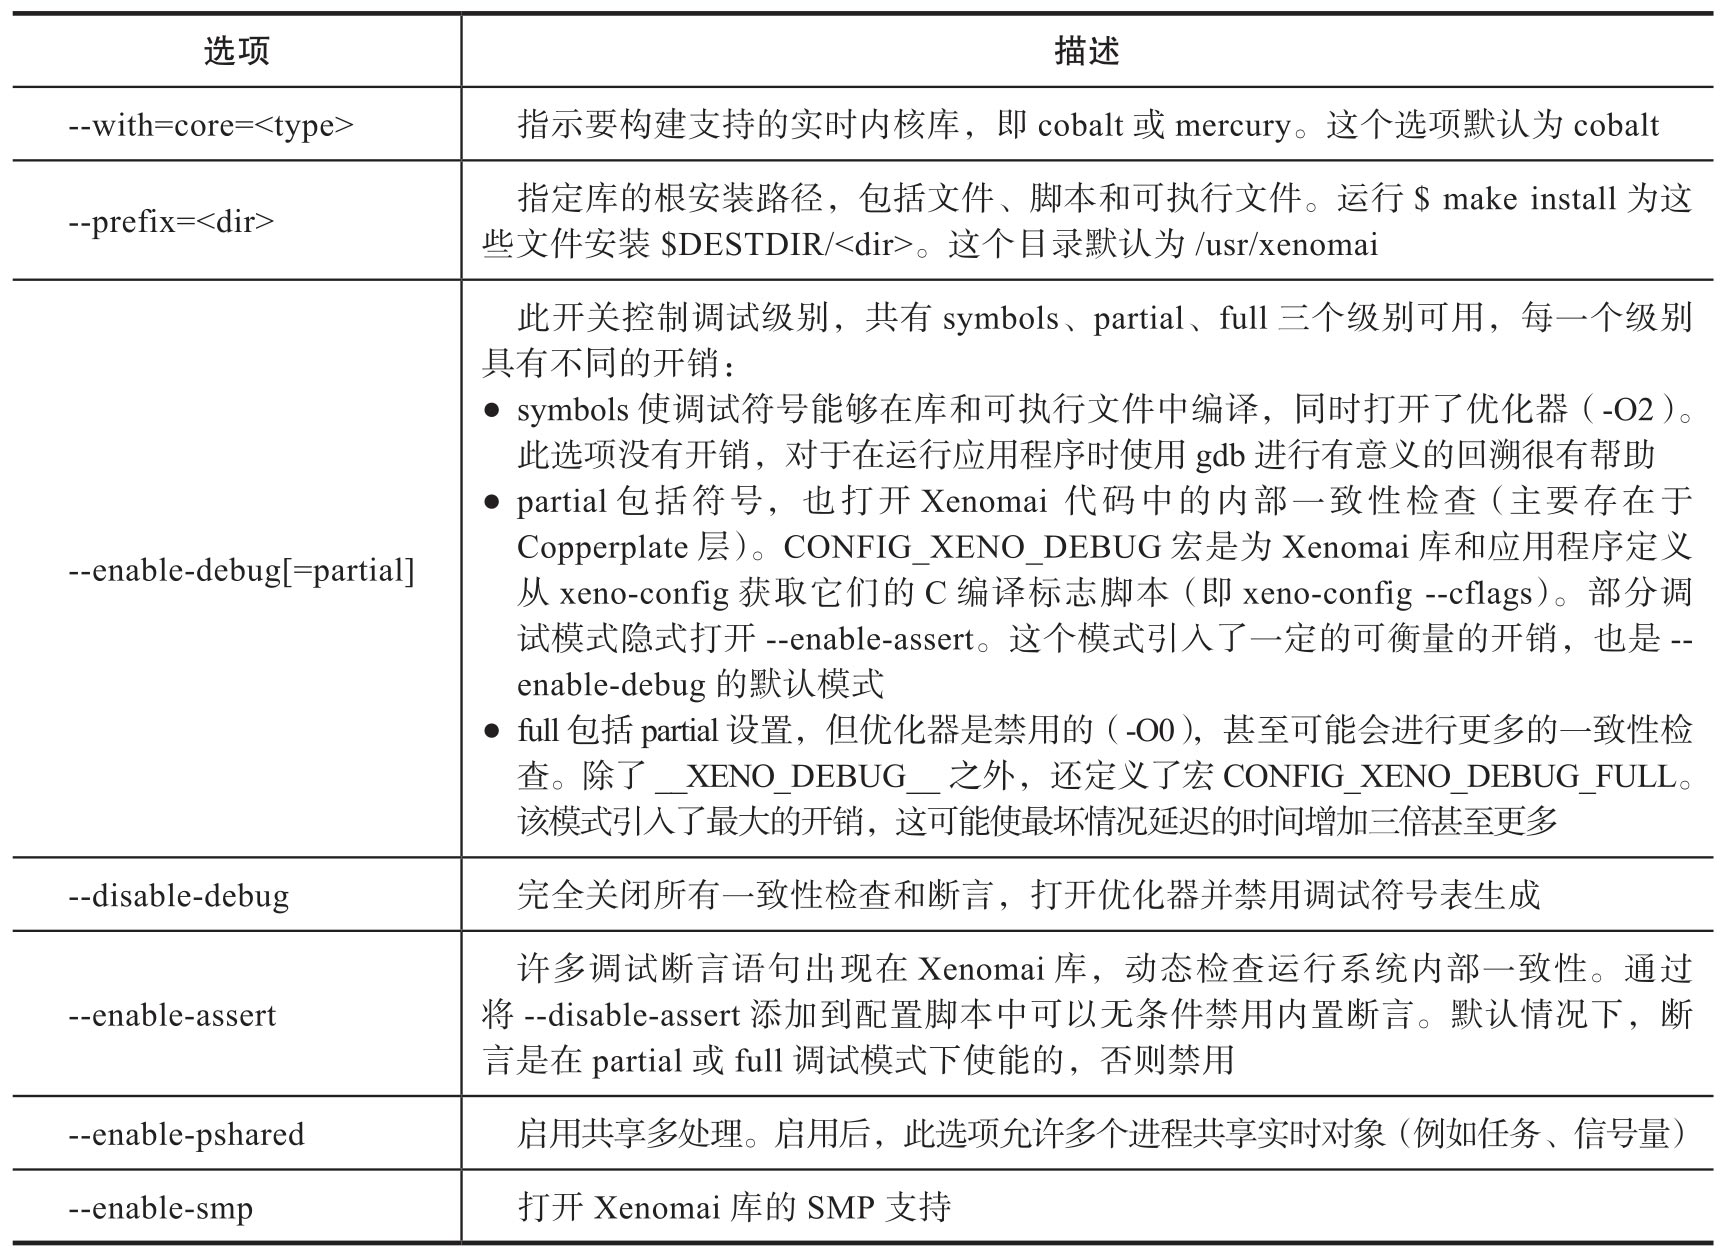 选项 描述
--with=core=<type> 指示要构建支持的实时内核库，即 cobalt 或 mercury。这个选项默认为 cobalt
--prefix=<dir>
指定库的根安装路径，包括文件、脚本和可执行文件。运行 $ make install 为这
些文件安装 $DESTDIR/<dir>。这个目录默认为 /usr/xenomai
--enable-debug[=partial]
此开关控制调试级别，共有 symbols、partial、full 三个级别可用，每一个级别
具有不同的开销：
● symbols 使调试符号能够在库和可执行文件中编译，同时打开了优化器（-O2）。
此选项没有开销，对于在运行应用程序时使用 gdb 进行有意义的回溯很有帮助
● partial 包括符号，也打开 Xenomai 代码中的内部一致性检查（主要存在于
Copperplate 层）。CONFIG_XENO_DEBUG 宏是为 Xenomai 库和应用程序定义
从 xeno-config 获取它们的 C 编译标志脚本（即 xeno-config --cflags）。部分调
试模式隐式打开 --enable-assert。这个模式引入了一定的可衡量的开销，也是 --
enable-debug 的默认模式
● full 包括 partial 设置，但优化器是禁用的（-O0），甚至可能会进行更多的一致性检
查。除了 __XENO_DEBUG__ 之外，还定义了宏 CONFIG_XENO_DEBUG_FULL。
该模式引入了最大的开销，这可能使最坏情况延迟的时间增加三倍甚至更多
--disable-debug 完全关闭所有一致性检查和断言，打开优化器并禁用调试符号表生成
--enable-assert
许多调试断言语句出现在 Xenomai 库，动态检查运行系统内部一致性。通过
将 --disable-assert 添加到配置脚本中可以无条件禁用内置断言。默认情况下，断
言是在 partial 或 full 调试模式下使能的，否则禁用
--enable-pshared 启用共享多处理。启用后，此选项允许多个进程共享实时对象（例如任务、信号量）
--enable-smp 打开 Xenomai 库的 SMP 支持